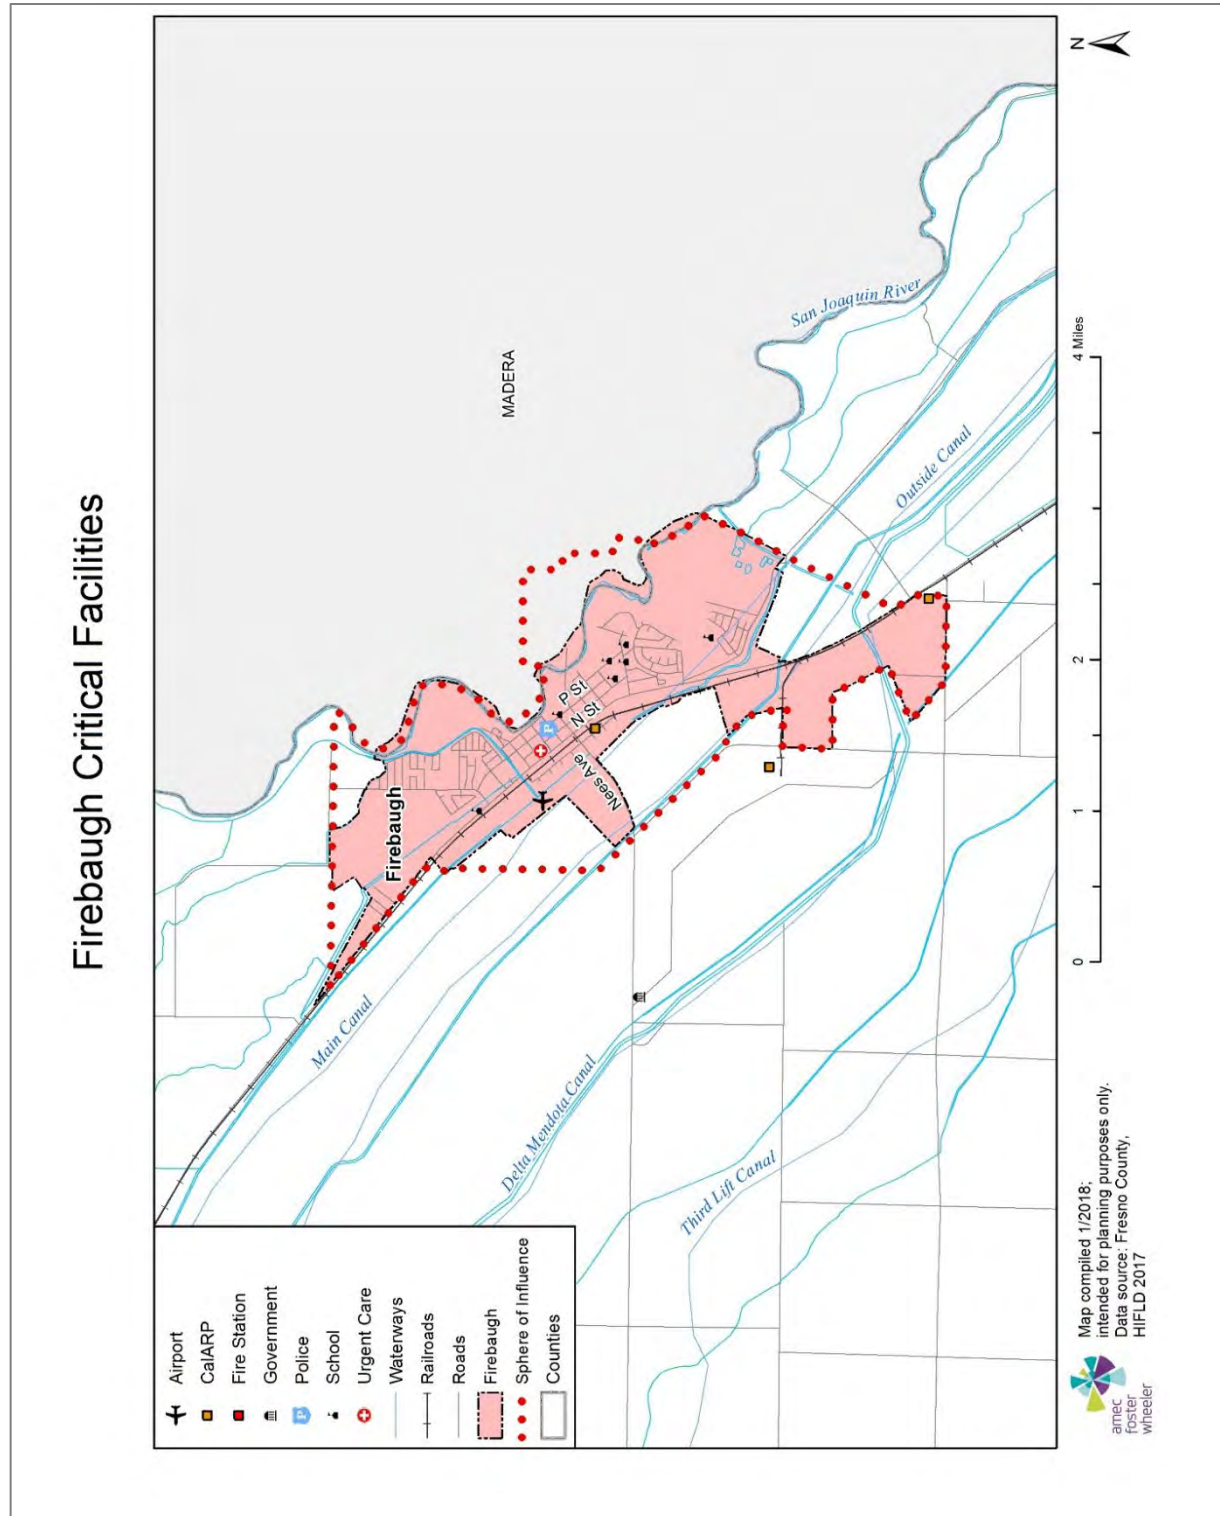 Firebaugh Critical Facilities
Airport
CalARP
Fire Station
Government
P
Police
School
Urgent Care
Waterways
Railroads
Roads
Firebaugh
Sphere of Influence
Counties
MADERA
San Joaquin River
Firebaugh
P St
N St
P
Nees Ave
Main Canal
Outside Canal
Delta Mendota Canal
Third Lift Canal
N
0
1
2
4 Miles
amec
foster
wheeler
Map compiled 1/2018;
intended for planning purposes only.
Data source: Fresno County,
HIFLD 2017